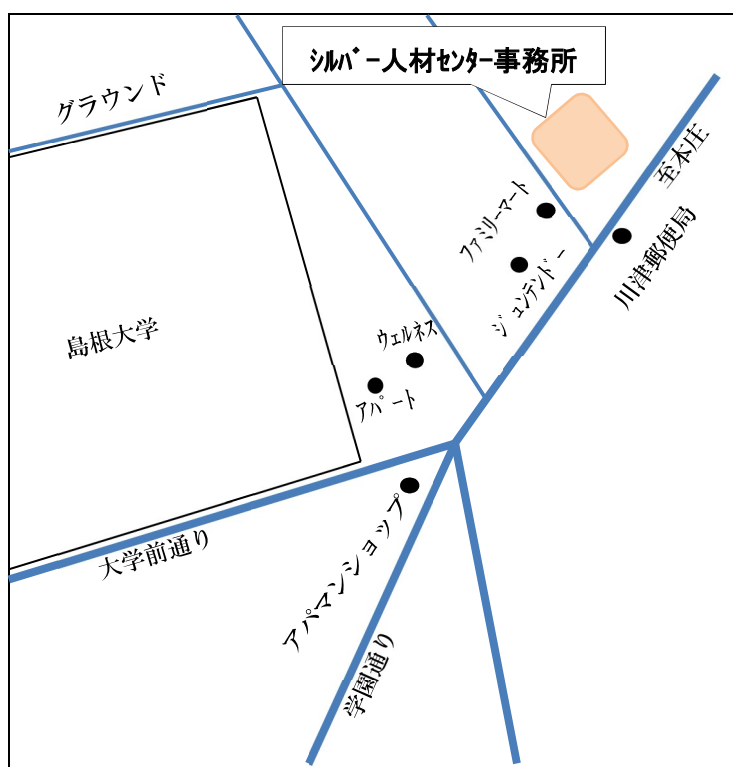 ｼﾙﾊﾞｰ人材ｾﾝﾀｰ事務所
グラウンド
至本庄
ファミリーマート
川津郵便局
ジュンテンドー
島根大学
ウェルネス
アパート
大学前通り
アパマンショップ
学園通り